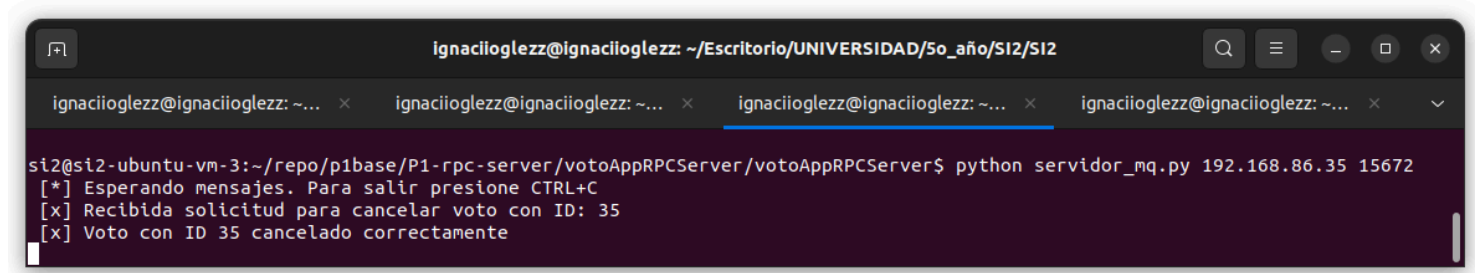 ignaciioglezz@ignaciioglezz: ~/Escritorio/UNIVERSIDAD/5o_año/SI2/SI2
ignaciioglezz@ignaciioglezz: ~... ignaciioglezz@ignaciioglezz: ~... ignaciioglezz@ignaciioglezz: ~... ignaciioglezz@ignaciioglezz: ~...
si2@si2-ubuntu-vm-3:~/repo/p1base/P1-rpc-server/votoAppRPCServer/votoAppRPCServer$ python servidor_mq.py 192.168.86.35 15672
[*] Esperando mensajes. Para salir presione CTRL+C
[x] Recibida solicitud para cancelar voto con ID: 35
[x] Voto con ID 35 cancelado correctamente